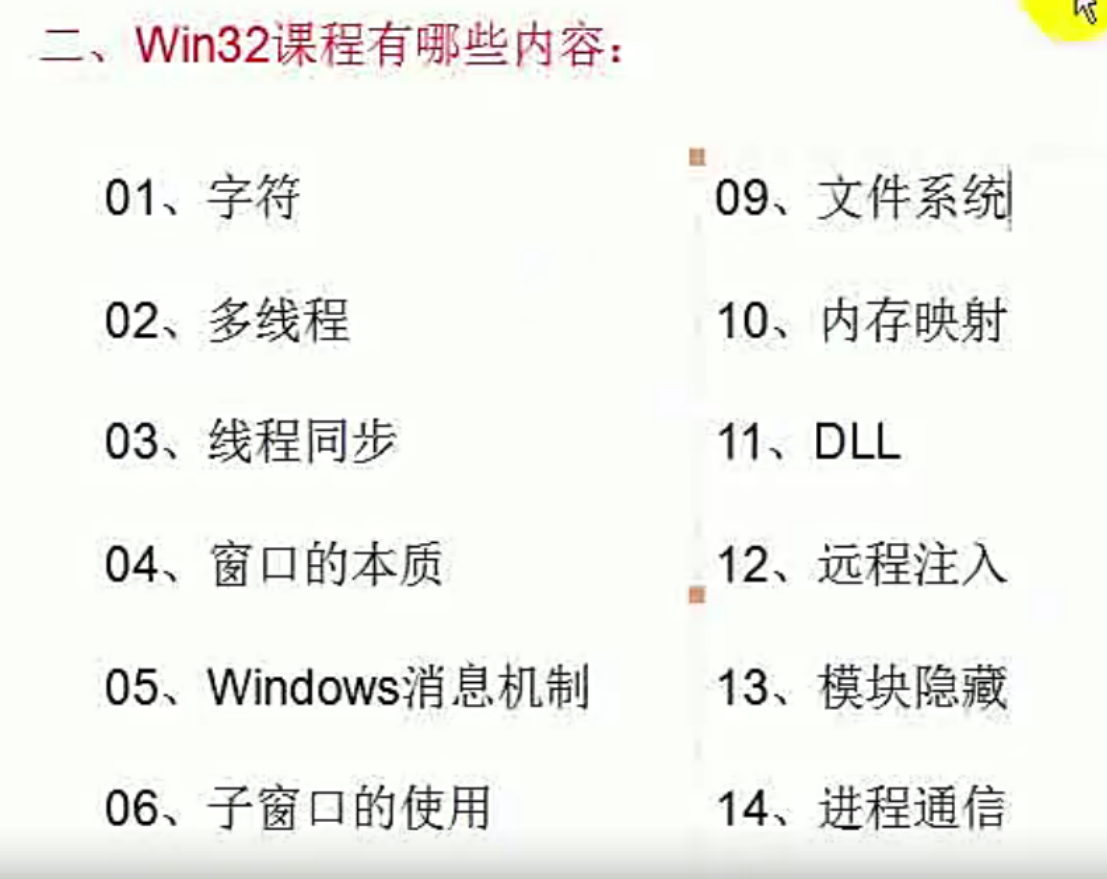 二、Win32课程有哪些内容：
01、字符
02、多线程
03、线程同步
04、窗口的本质
05、Windows消息机制
06、子窗口的使用
09、文件系统
10、内存映射
11、DLL
12、远程注入
13、模块隐藏
14、进程通信